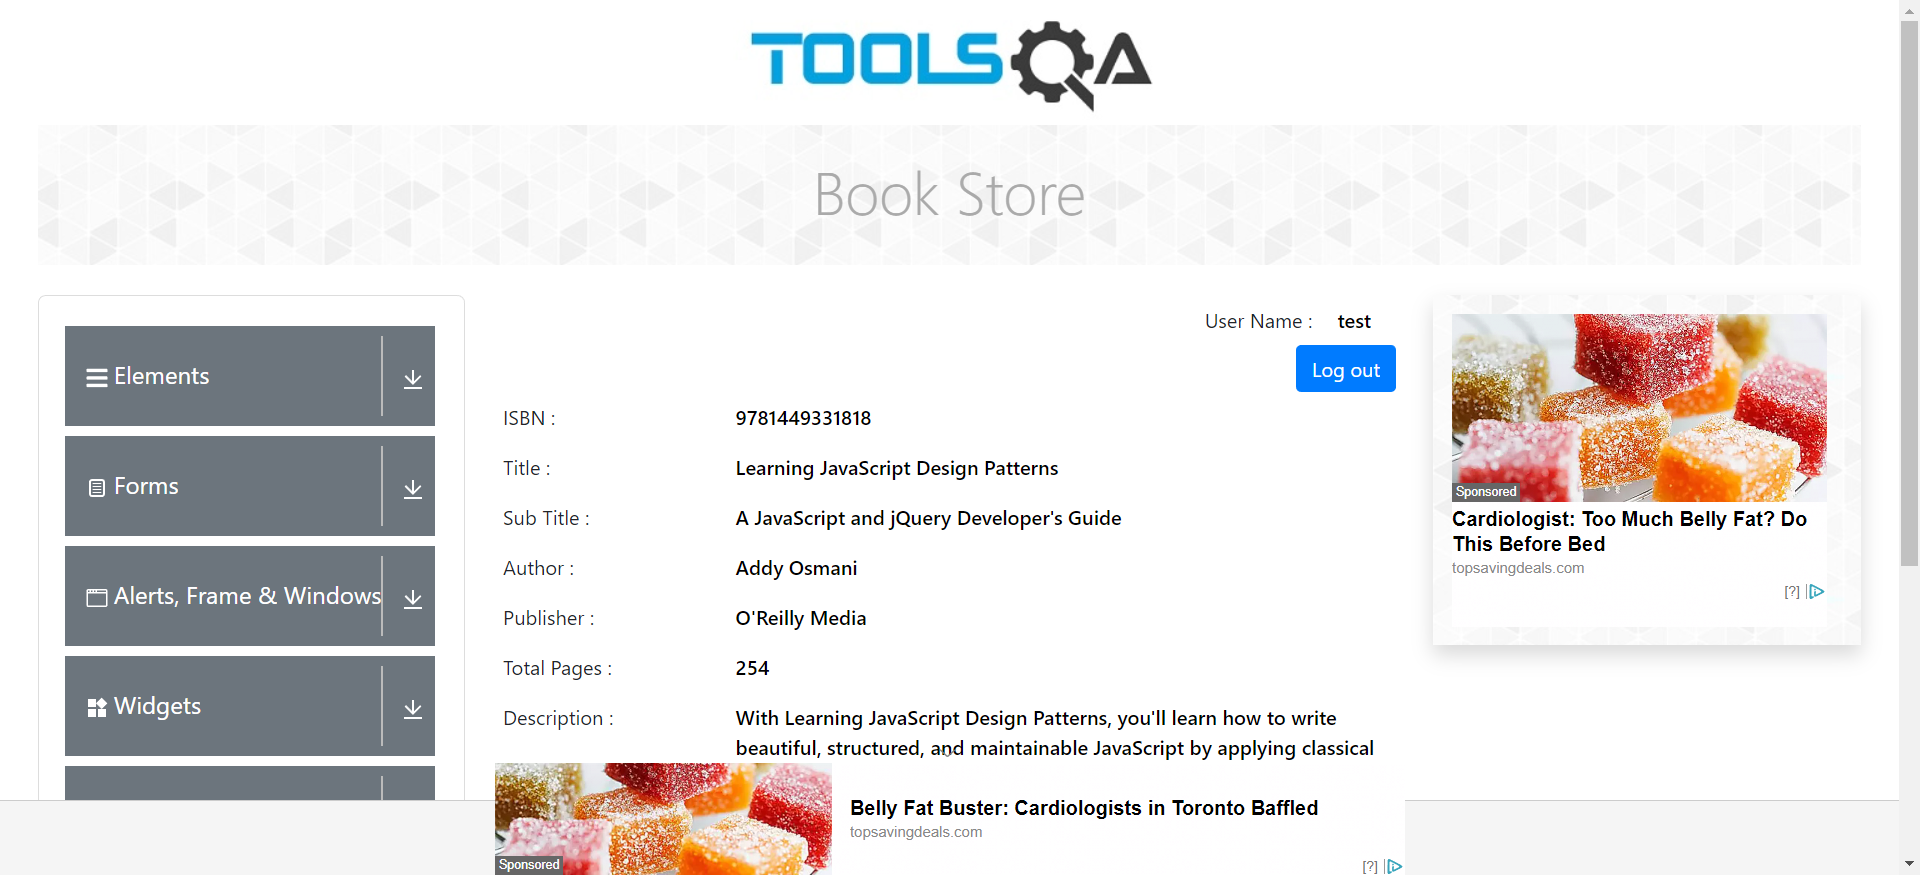 TOOLSQA
Book Store
Elements
Forms
Alerts, Frame & Windows
Widgets
User Name : test
Log out
ISBN : 9781449331818
Title : Learning JavaScript Design Patterns
Sub Title : A JavaScript and jQuery Developer's Guide
Author : Addy Osmani
Publisher : O'Reilly Media
Total Pages : 254
Description : With Learning JavaScript Design Patterns, you'll learn how to write
beautiful, structured, and maintainable JavaScript by applying classical
Sponsored
Cardiologist: Too Much Belly Fat? Do
This Before Bed
topsavingdeals.com
[?]
Sponsored
Belly Fat Buster: Cardiologists in Toronto Baffled
topsavingdeals.com
[?]